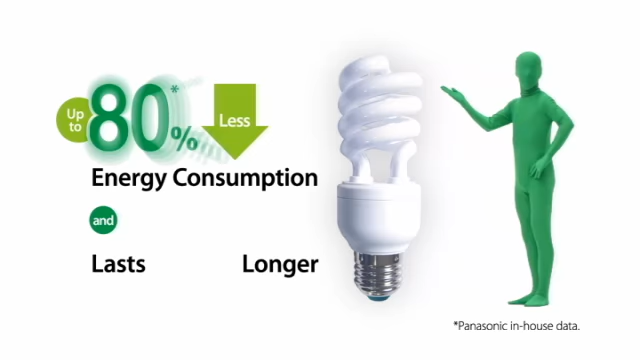 Up
to
80%*
Less
Energy Consumption
and
Lasts Longer
*Panasonic in-house data.